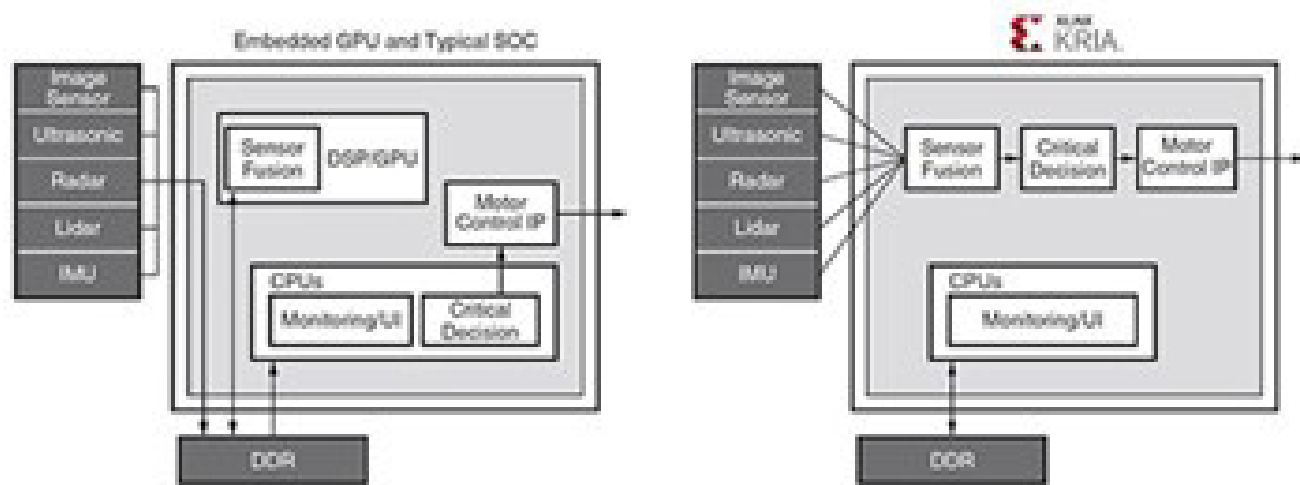 Embedded GPU and Typical SOC
Image
Sensor
Ultrasonic
Radar
Lidar
IMU
Sensor
Fusion
DSP/GPU
Motor
Control IP
CPUs
Monitoring/UI
Critical
Decision
DDR
XILINX
KRIA
Image
Sensor
Ultrasonic
Radar
Lidar
IMU
Sensor
Fusion
Critical
Decision
Motor
Control IP
CPUs
Monitoring/UI
DDR